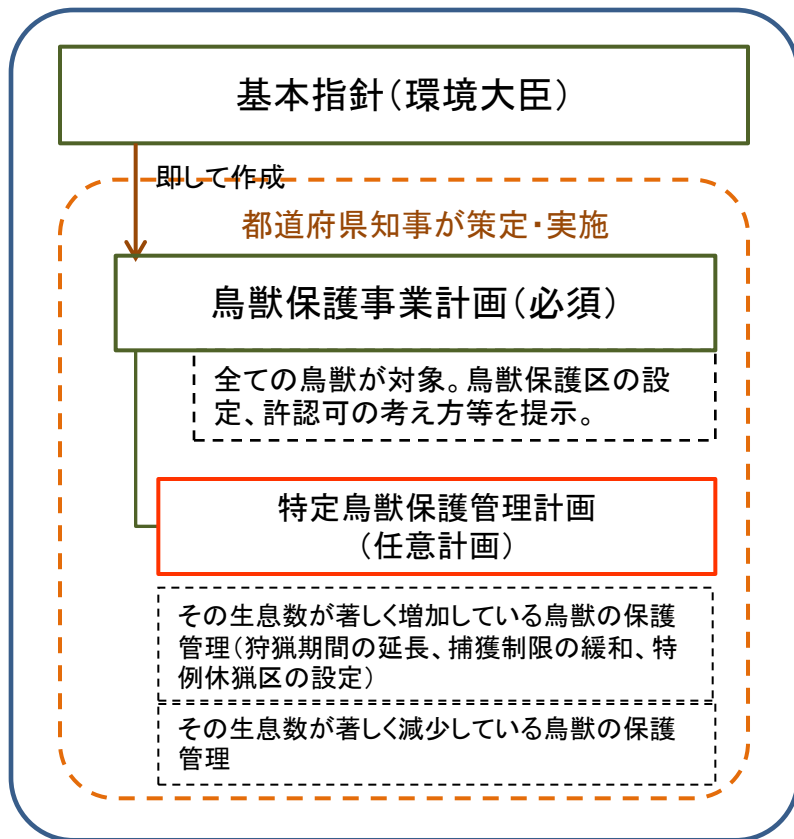 基本指針(環境大臣)
即して作成
都道府県知事が策定・実施
鳥獣保護事業計画(必須)
全ての鳥獣が対象。鳥獣保護区の設
定、許認可の考え方等を提示。
特定鳥獣保護管理計画
(任意計画)
その生息数が著しく増加している鳥獣の保護
管理(狩猟期間の延長、捕獲制限の緩和、特
例休猟区の設定)
その生息数が著しく減少している鳥獣の保護
管理